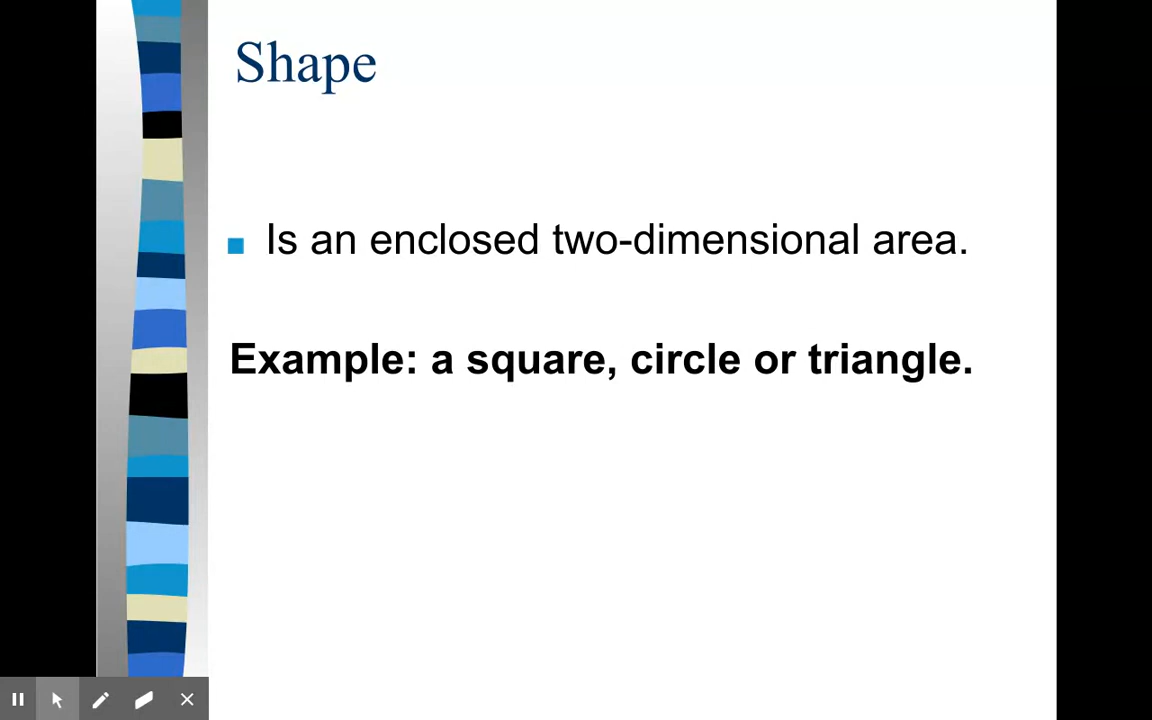 Shape
Is an enclosed two-dimensional area.
Example: a square, circle or triangle.